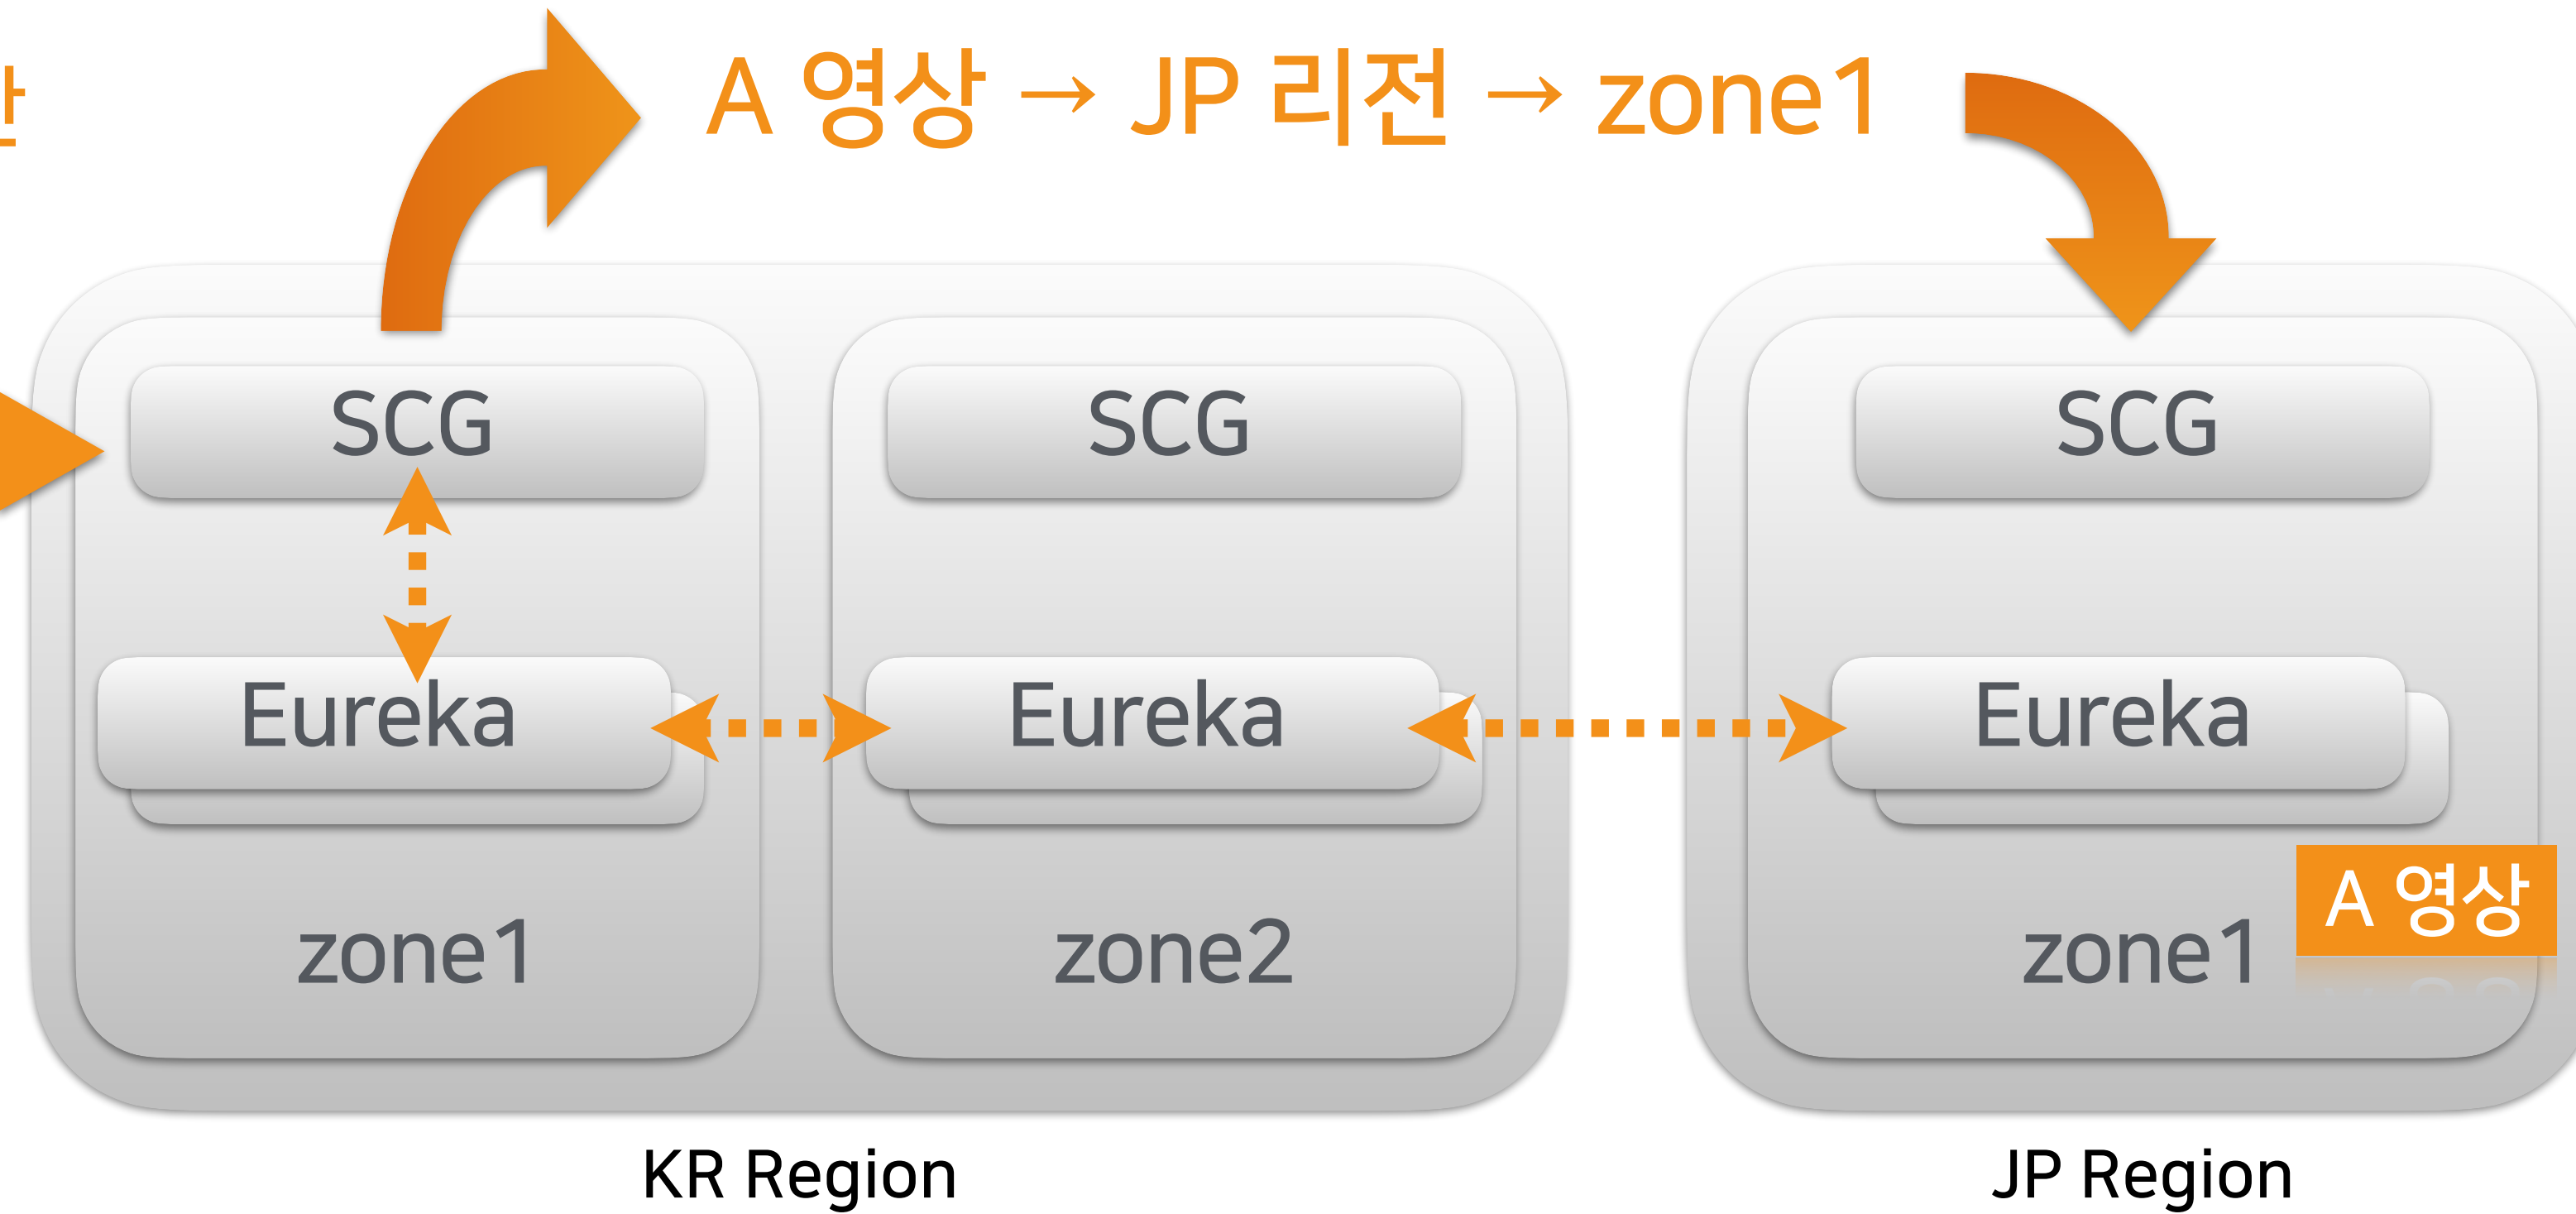 A 영상 → JP 리전 → zone1
SCG
SCG
SCG
Eureka
Eureka
Eureka
A 영상
zone1
zone2
zone1
KR Region
JP Region